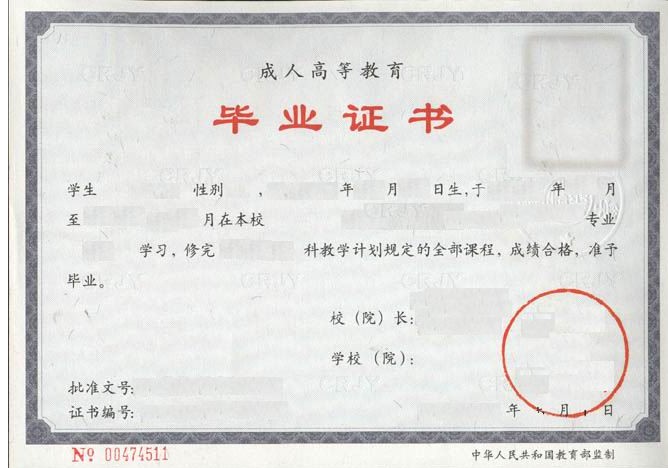 成人高等教育
毕业证书
学生 性别 , 年 月 日生,于 年 月
至 月在本校 专业
学习,修完 科教学计划规定的全部课程,成绩合格,准予
毕业。
校(院)长:
学校(院):
批准文号:
证书编号: 年 月 日
№ 00474511 中华人民共和国教育部监制